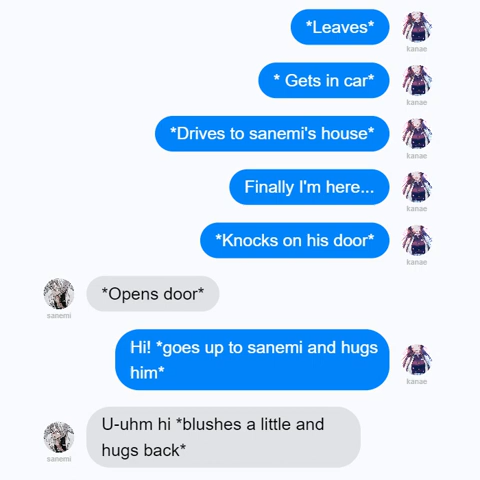 *Leaves*
kanae
* Gets in car*
kanae
*Drives to sanemi's house*
kanae
Finally I'm here...
kanae
*Knocks on his door*
kanae
*Opens door*
sanemi
Hi! *goes up to sanemi and hugs
him*
kanae
U-uhm hi *blushes a little and
hugs back*
sanemi